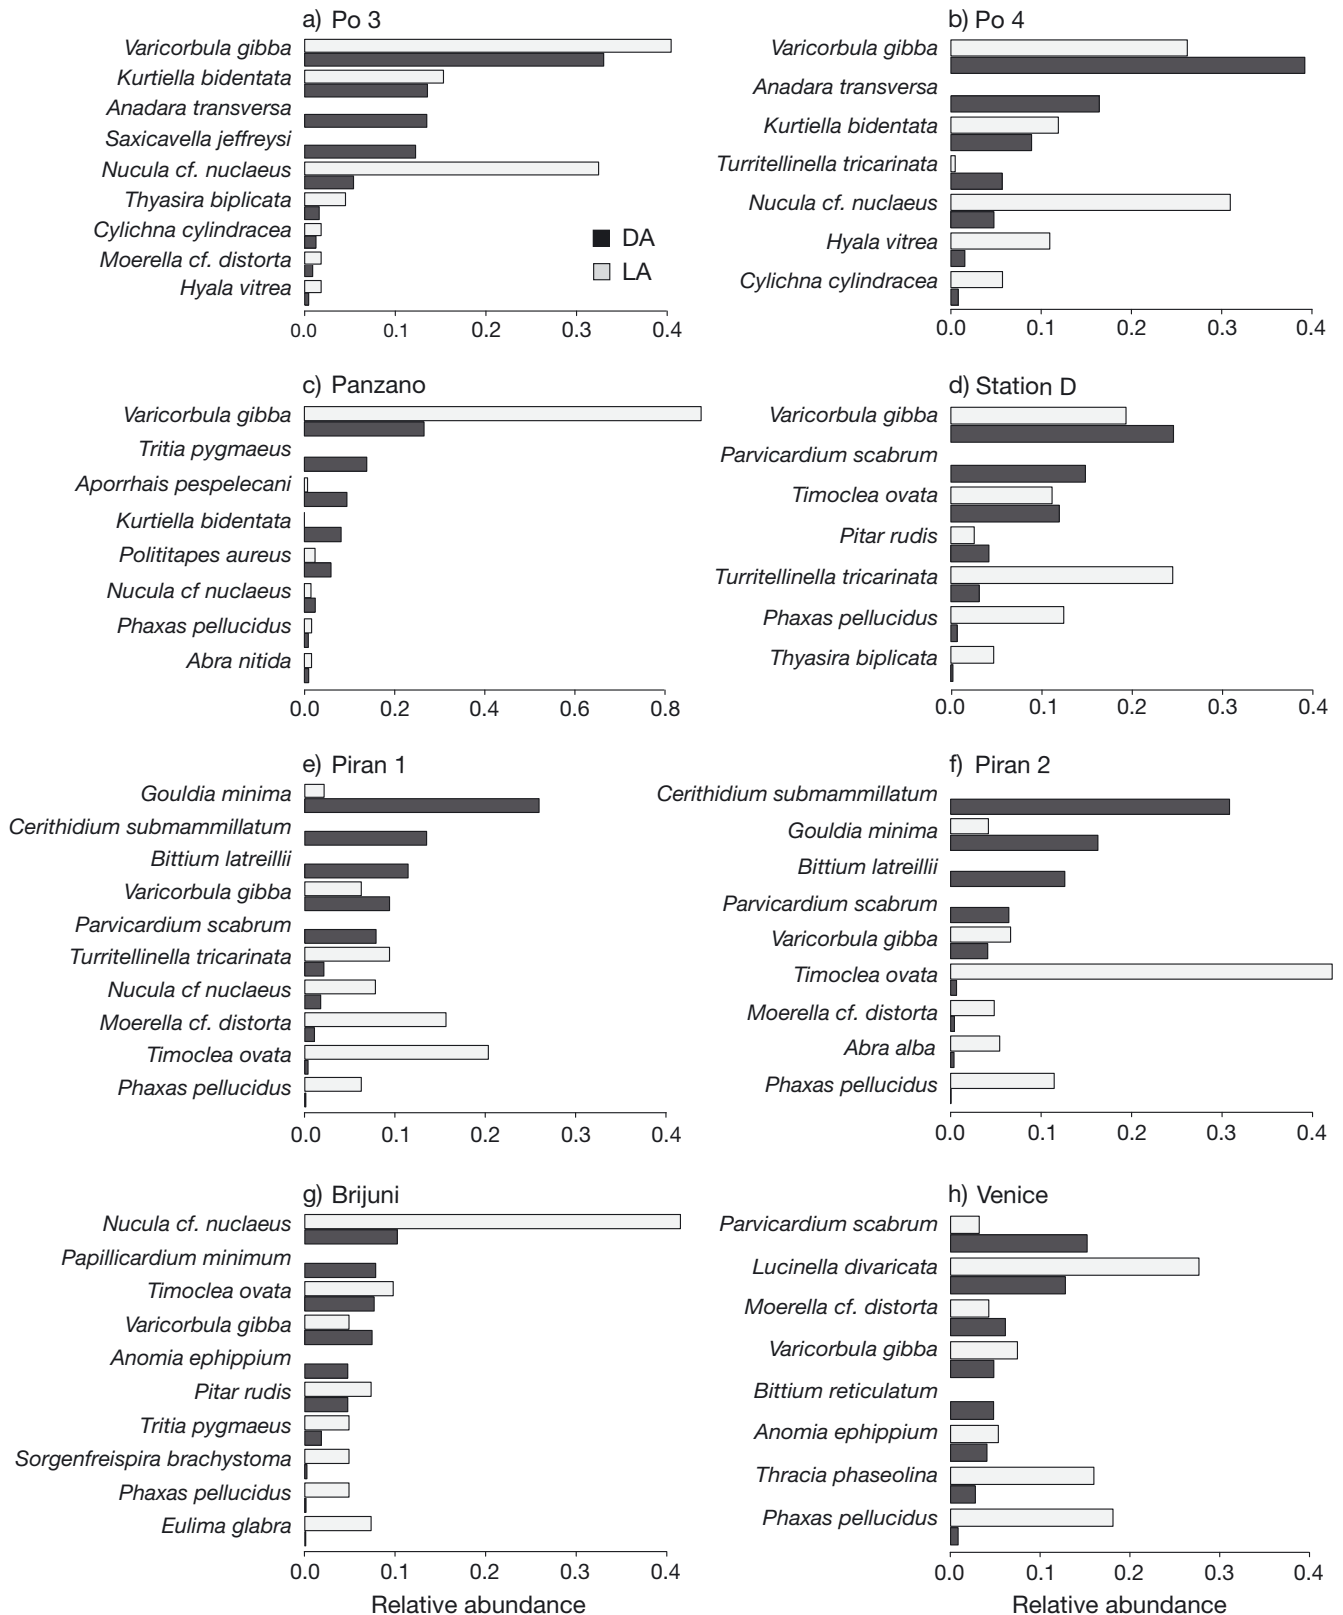 a) Po 3
Varicorbula gibba
Kurtiella bidentata
Anadara transversa
Saxicavella jeffreysi
Nucula cf. nuclaeus
Thyasira biplicata
Cylichna cylindracea
Moerella cf. distorta
Hyala vitrea
DA
LA
0.0 0.1 0.2 0.3 0.4
b) Po 4
Varicorbula gibba
Anadara transversa
Kurtiella bidentata
Turritellinella tricarinata
Nucula cf. nuclaeus
Hyala vitrea
Cylichna cylindracea
0.0 0.1 0.2 0.3 0.4
c) Panzano
Varicorbula gibba
Tritia pygmaeus
Aporrhais pespelecani
Kurtiella bidentata
Polititapes aureus
Nucula cf nuclaeus
Phaxas pellucidus
Abra nitida
0.0 0.2 0.4 0.6 0.8
d) Station D
Varicorbula gibba
Parvicardium scabrum
Timoclea ovata
Pitar rudis
Turritellinella tricarinata
Phaxas pellucidus
Thyasira biplicata
0.0 0.1 0.2 0.3 0.4
e) Piran 1
Gouldia minima
Cerithidium submammillatum
Bittium latreillii
Varicorbula gibba
Parvicardium scabrum
Turritellinella tricarinata
Nucula cf nuclaeus
Moerella cf. distorta
Timoclea ovata
Phaxas pellucidus
0.0 0.1 0.2 0.3 0.4
f) Piran 2
Cerithidium submammillatum
Gouldia minima
Bittium latreillii
Parvicardium scabrum
Varicorbula gibba
Timoclea ovata
Moerella cf. distorta
Abra alba
Phaxas pellucidus
0.0 0.1 0.2 0.3 0.4
g) Brijuni
Nucula cf. nuclaeus
Papillicardium minimum
Timoclea ovata
Varicorbula gibba
Anomia ephippium
Pitar rudis
Tritia pygmaeus
Sorgenfreispira brachystoma
Phaxas pellucidus
Eulima glabra
0.0 0.1 0.2 0.3 0.4
Relative abundance
h) Venice
Parvicardium scabrum
Lucinella divaricata
Moerella cf. distorta
Varicorbula gibba
Bittium reticulatum
Anomia ephippium
Thracia phaseolina
Phaxas pellucidus
0.0 0.1 0.2 0.3 0.4
Relative abundance